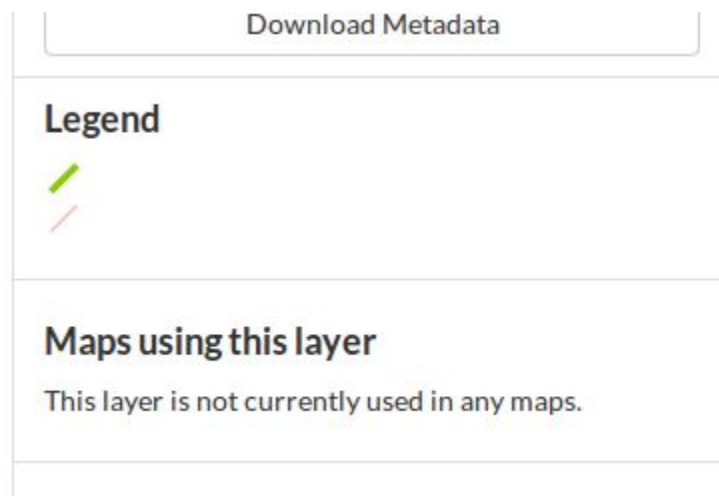 Download Metadata
Legend
Maps using this layer
This layer is not currently used in any maps.